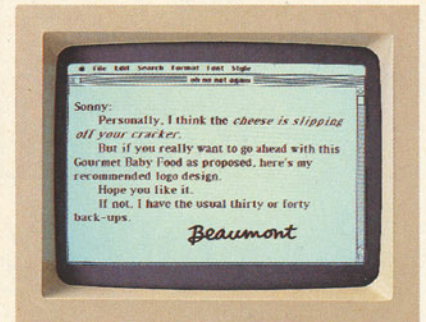 File Edit Search Format Font Style
oh no not again
Sonny:
Personally, I think the cheese is slipping
off your cracker.
But if you really want to go ahead with this
Gourmet Baby Food as proposed, here's my
recommended logo design.
Hope you like it.
If not, I have the usual thirty or forty
back-ups.
Beaumont